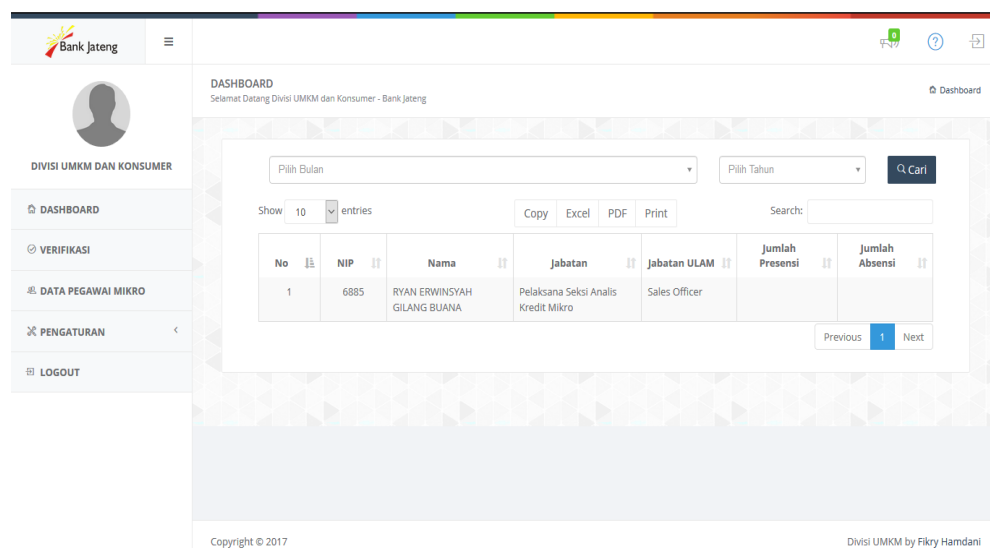 Bank Jateng
0
DASHBOARD
Selamat Datang Divisi UMKM dan Konsumer - Bank Jateng
Dashboard
DIVISI UMKM DAN KONSUMER
DASHBOARD
VERIFIKASI
DATA PEGAWAI MIKRO
PENGATURAN
LOGOUT
Pilih Bulan
Pilih Tahun
Cari
Show 10 entries
Copy Excel PDF Print
Search:
No NIP Nama Jabatan Jabatan ULAM Jumlah Presensi Jumlah Absensi
1 6885 RYAN ERWINSYAH GILANG BUANA Pelaksana Seksi Analis Kredit Mikro Sales Officer
Previous 1 Next
Copyright © 2017
Divisi UMKM by Fikry Hamdani